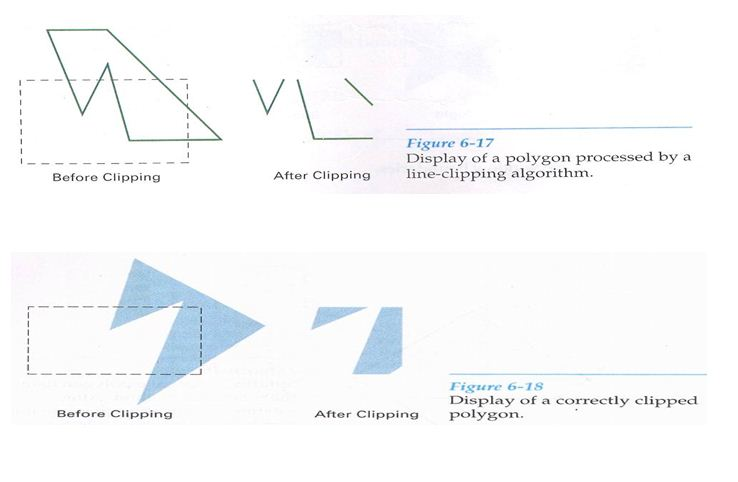 Before Clipping
After Clipping
Figure 6-17
Display of a polygon processed by a
line-clipping algorithm.
Before Clipping
After Clipping
Figure 6-18
Display of a correctly clipped
polygon.